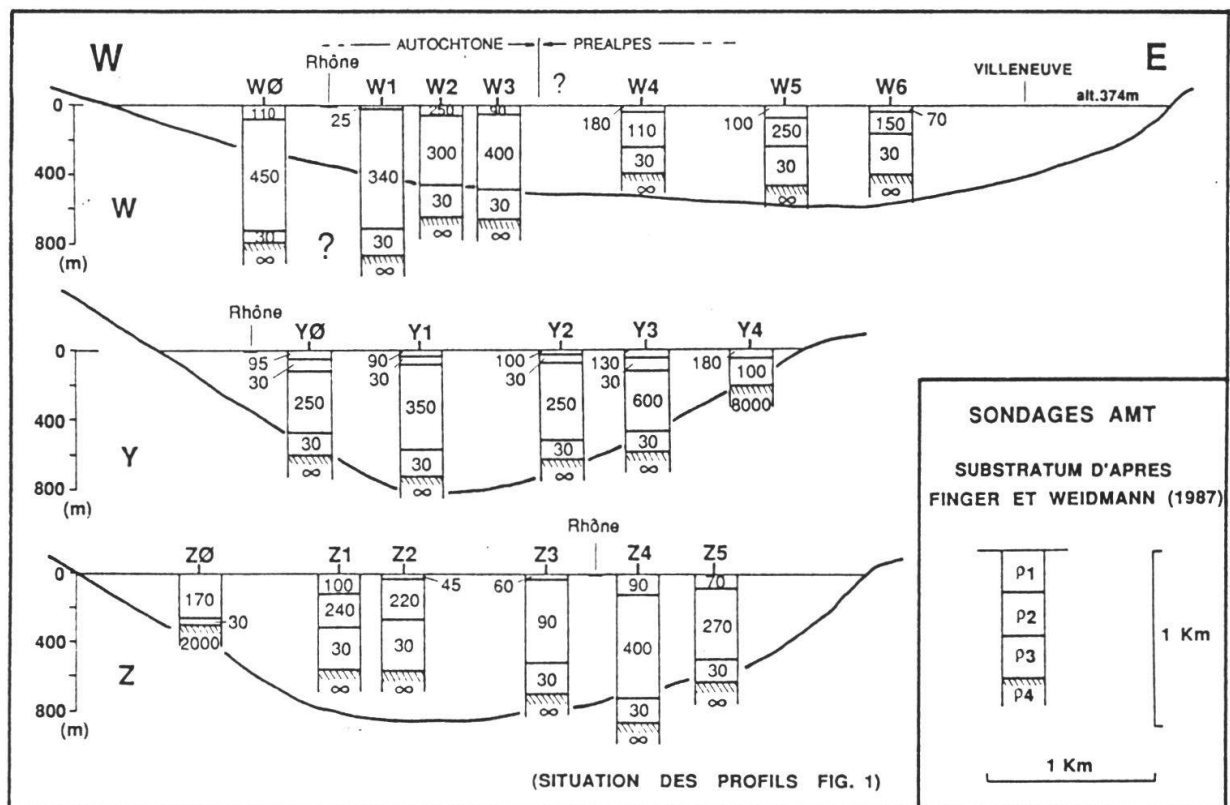 AUTOCHTONE PREALPES
W Rhône ? VILLENEUVE E
WØ W1 W2 W3 W4 W5 W6 alt.374m
0 110 25 250 90 180 100 70
110 250 150
400 450 340 300 400 30 30 30
W 30 30 ∞ ∞ ∞
800 30 ? 30 ∞ ∞
(m) ∞ ∞
Rhône
YØ Y1 Y2 Y3 Y4
0 95 90 100 130 180
30 30 30 30 100
400 250 350 250 600 8000
Y 30 30 30 30
800 ∞ ∞ ∞ ∞
(m)
Rhône
ZØ Z1 Z2 Z3 Z4 Z5
0 100 45 60 90 70
170 240 220 90 400 270
400 30 30 30
2000 ∞ ∞ 30 30
Z ∞ 30 ∞
800 ∞
(m)
(SITUATION DES PROFILS FIG. 1)
SONDAGES AMT
SUBSTRATUM D'APRES
FINGER ET WEIDMANN (1987)
ρ1
ρ2
ρ3
ρ4
1 Km
1 Km